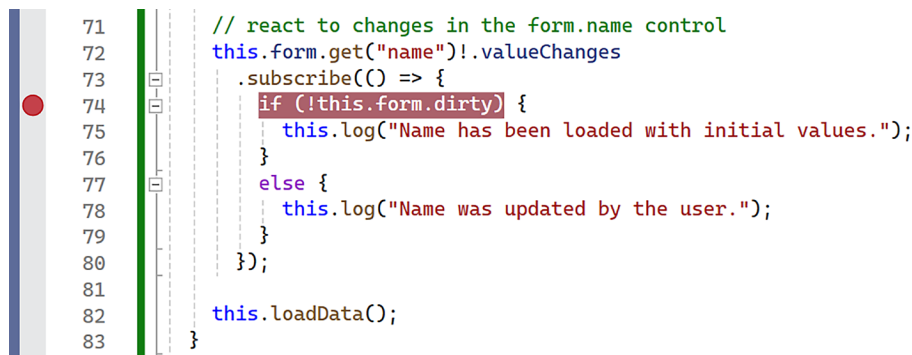 71 // react to changes in the form.name control
72 this.form.get("name")!.valueChanges
73 .subscribe(() => {
74 if (!this.form.dirty) {
75 this.log("Name has been loaded with initial values.");
76 }
77 else {
78 this.log("Name was updated by the user.");
79 }
80 });
81
82 this.loadData();
83 }